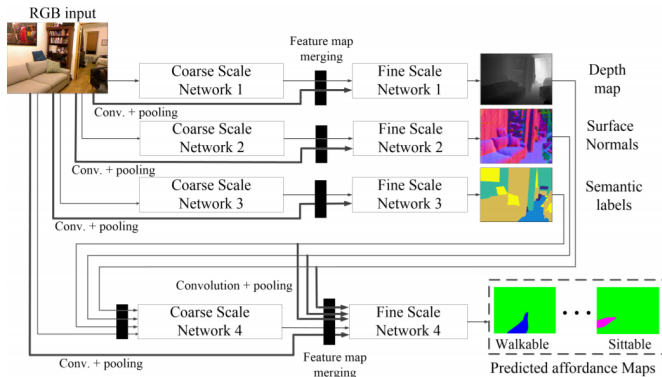 RGB input
Feature map
merging
Coarse Scale
Network 1
Fine Scale
Network 1
Depth
map
Conv. + pooling
Coarse Scale
Network 2
Fine Scale
Network 2
Surface
Normals
Conv. + pooling
Coarse Scale
Network 3
Fine Scale
Network 3
Semantic
labels
Conv. + pooling
Convolution + pooling
Coarse Scale
Network 4
Fine Scale
Network 4
Walkable
Sittable
Conv. + pooling
Feature map
merging
Predicted affordance Maps